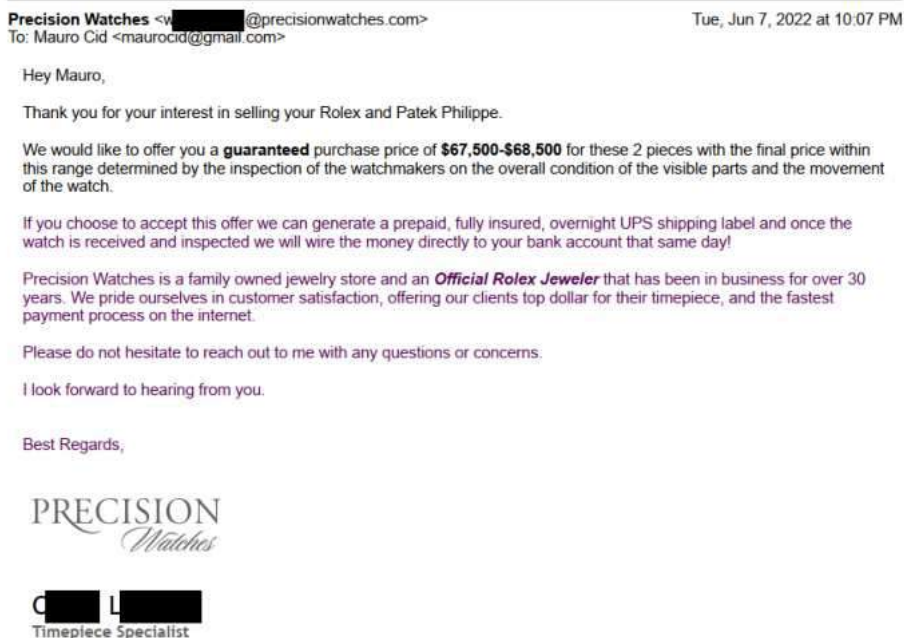 Precision Watches <w @precisionwatches.com> Tue, Jun 7, 2022 at 10:07 PM
To: Mauro Cid <maurocid@gmail.com>
Hey Mauro,
Thank you for your interest in selling your Rolex and Patek Philippe.
We would like to offer you a guaranteed purchase price of $67,500-$68,500 for these 2 pieces with the final price within
this range determined by the inspection of the watchmakers on the overall condition of the visible parts and the movement
of the watch.
If you choose to accept this offer we can generate a prepaid, fully insured, overnight UPS shipping label and once the
watch is received and inspected we will wire the money directly to your bank account that same day!
Precision Watches is a family owned jewelry store and an Official Rolex Jeweler that has been in business for over 30
years. We pride ourselves in customer satisfaction, offering our clients top dollar for their timepiece, and the fastest
payment process on the internet.
Please do not hesitate to reach out to me with any questions or concerns.
I look forward to hearing from you.
Best Regards,
PRECISION
Watches
C L
Timepiece Specialist